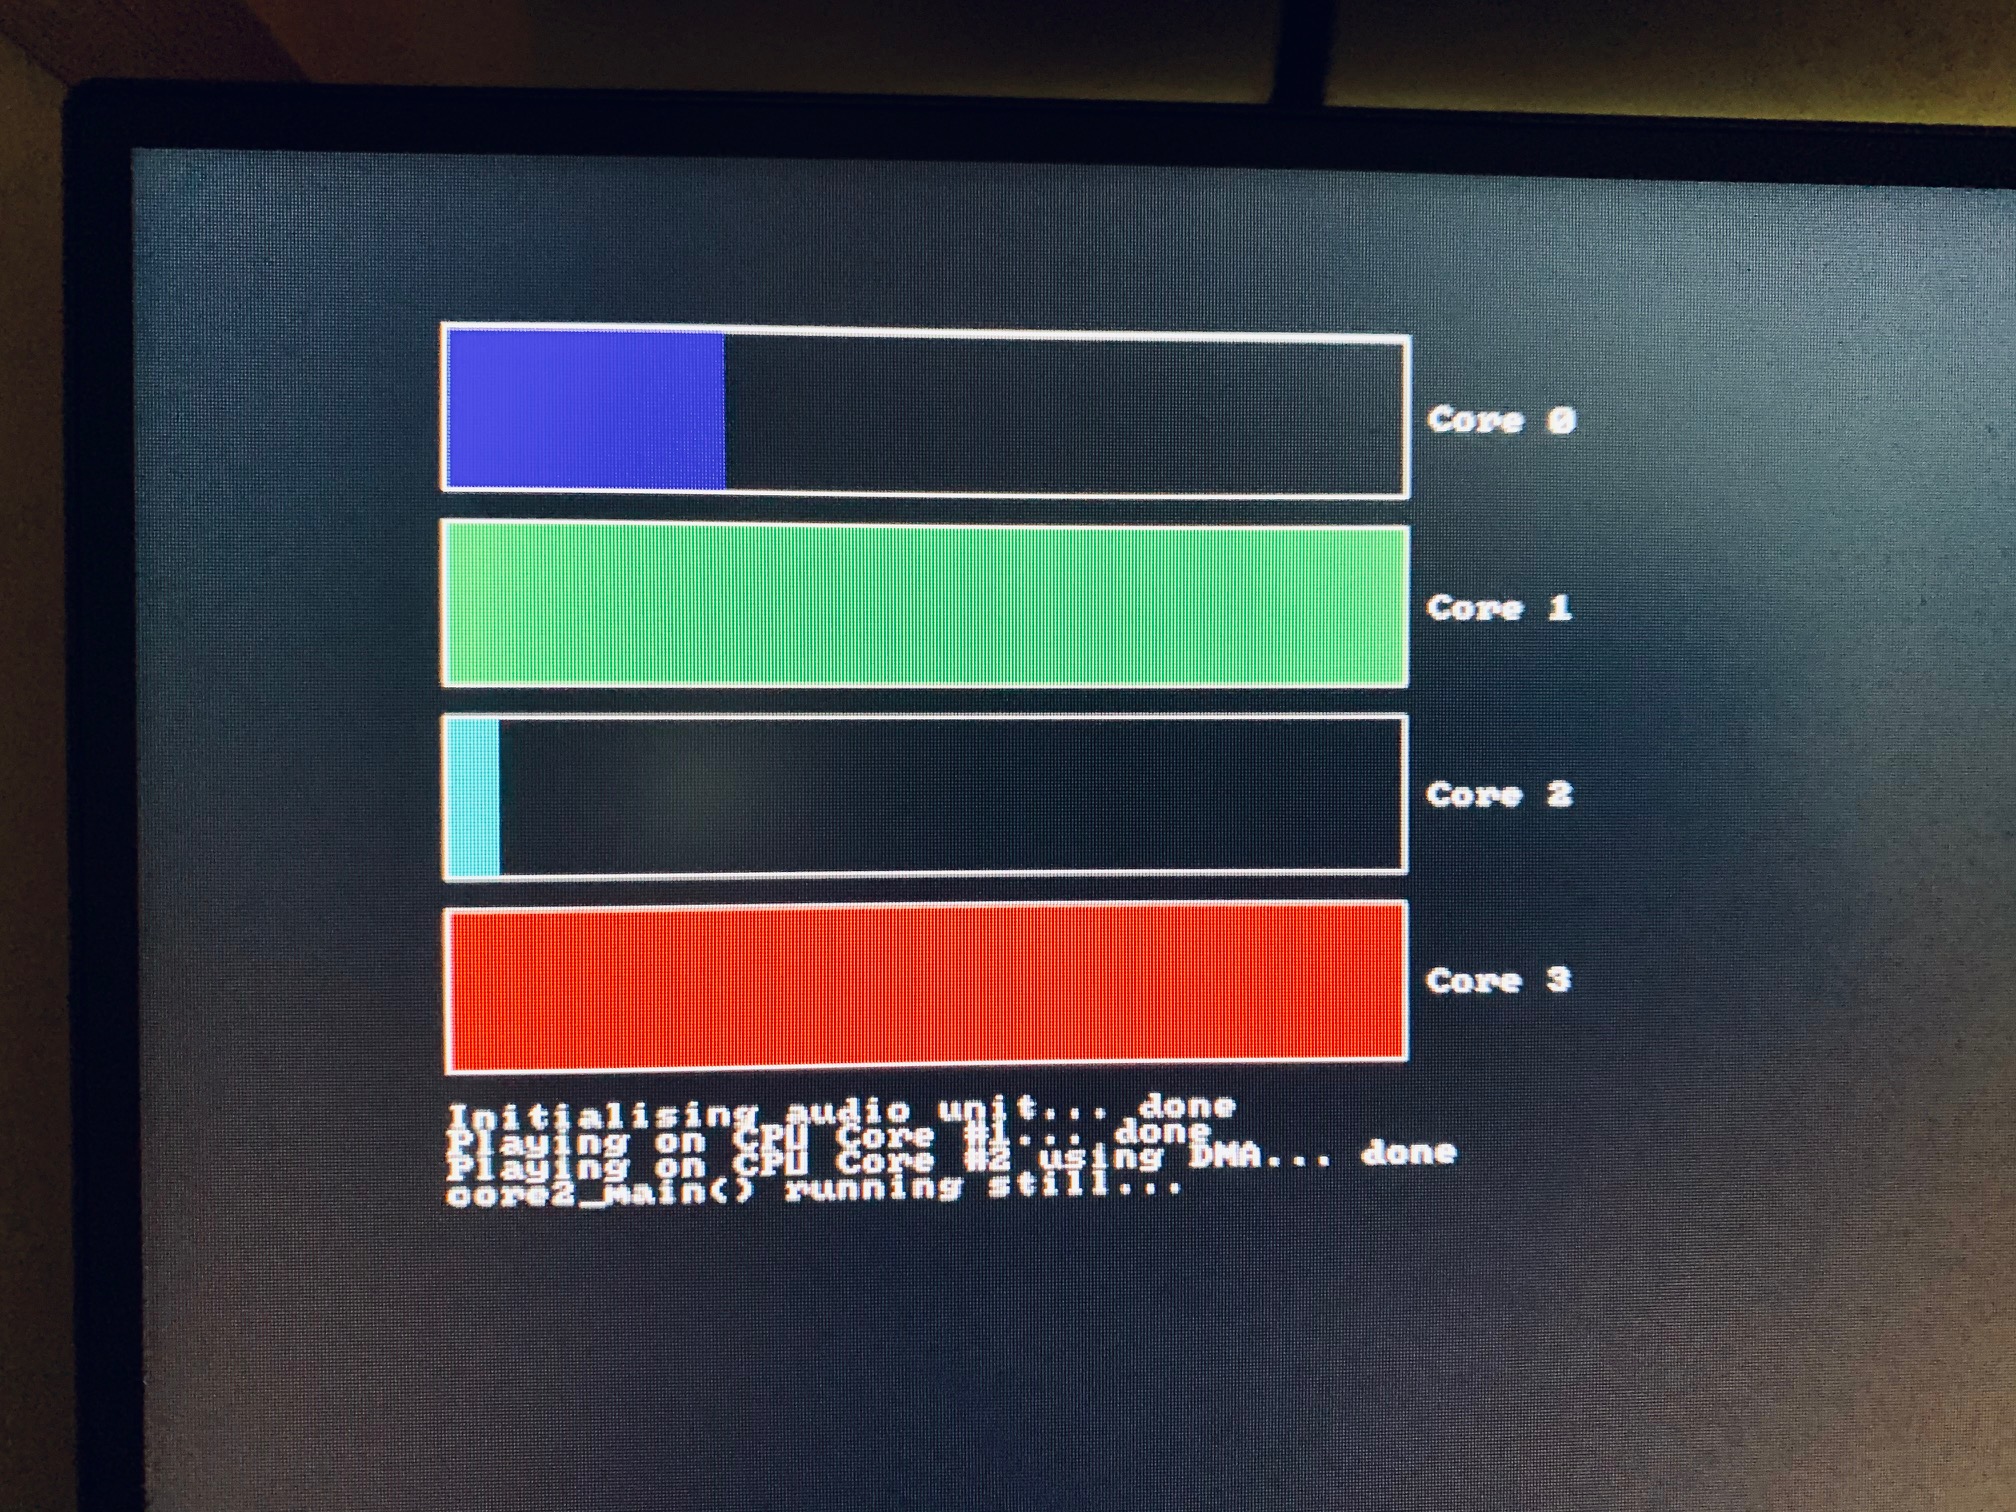 Core 0
Core 1
Core 2
Core 3
Initialising audio unit... done
Playing on CPU Core #1... done
Playing on CPU Core #2 using DMA... done
core2_main() running still...